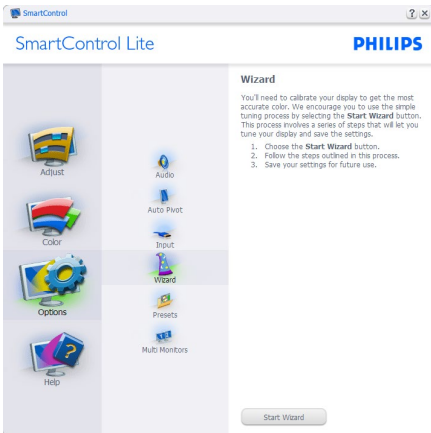 SmartControl
SmartControl Lite
PHILIPS
Adjust
Color
Options
Help
Audio
Auto Pivot
Input
Wizard
Presets
Multi Monitors
Wizard
You'll need to calibrate your display to get the most
accurate color. We encourage you to use the simple
tuning process by selecting the Start Wizard button.
This process involves a series of steps that will let you
tune your display and save the settings.
1. Choose the Start Wizard button.
2. Follow the steps outlined in this process.
3. Save your settings for future use.
Start Wizard